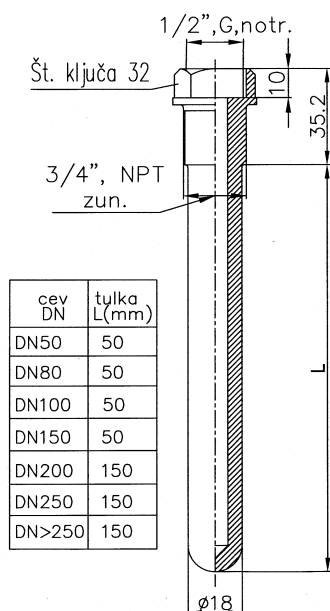 1/2”,G,notr.
Št. ključa 32
10
35.2
3/4”, NPT
zun.
L
cev DN tulka L(mm)
DN50 50
DN80 50
DN100 50
DN150 50
DN200 150
DN250 150
DN>250 150
ø18